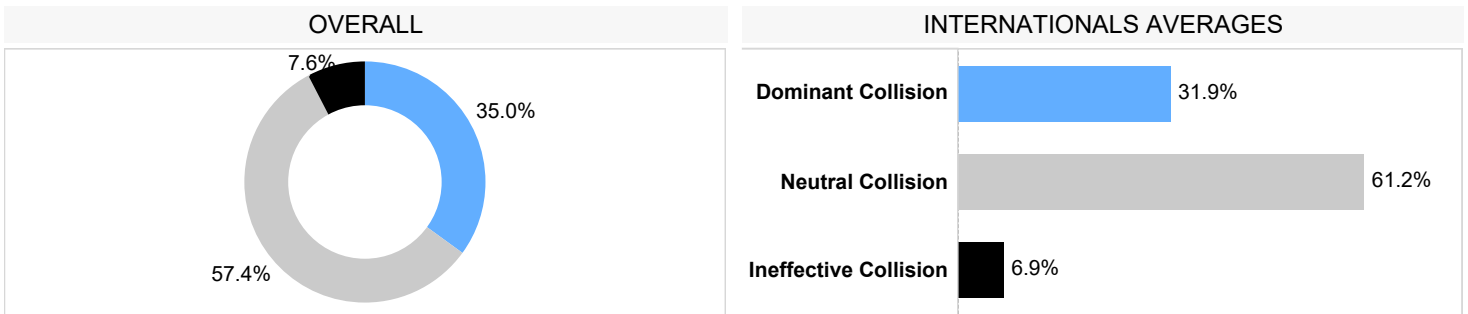 OVERALL
7.6%
35.0%
57.4%
INTERNATIONALS AVERAGES
Dominant Collision 31.9%
Neutral Collision 61.2%
Ineffective Collision 6.9%